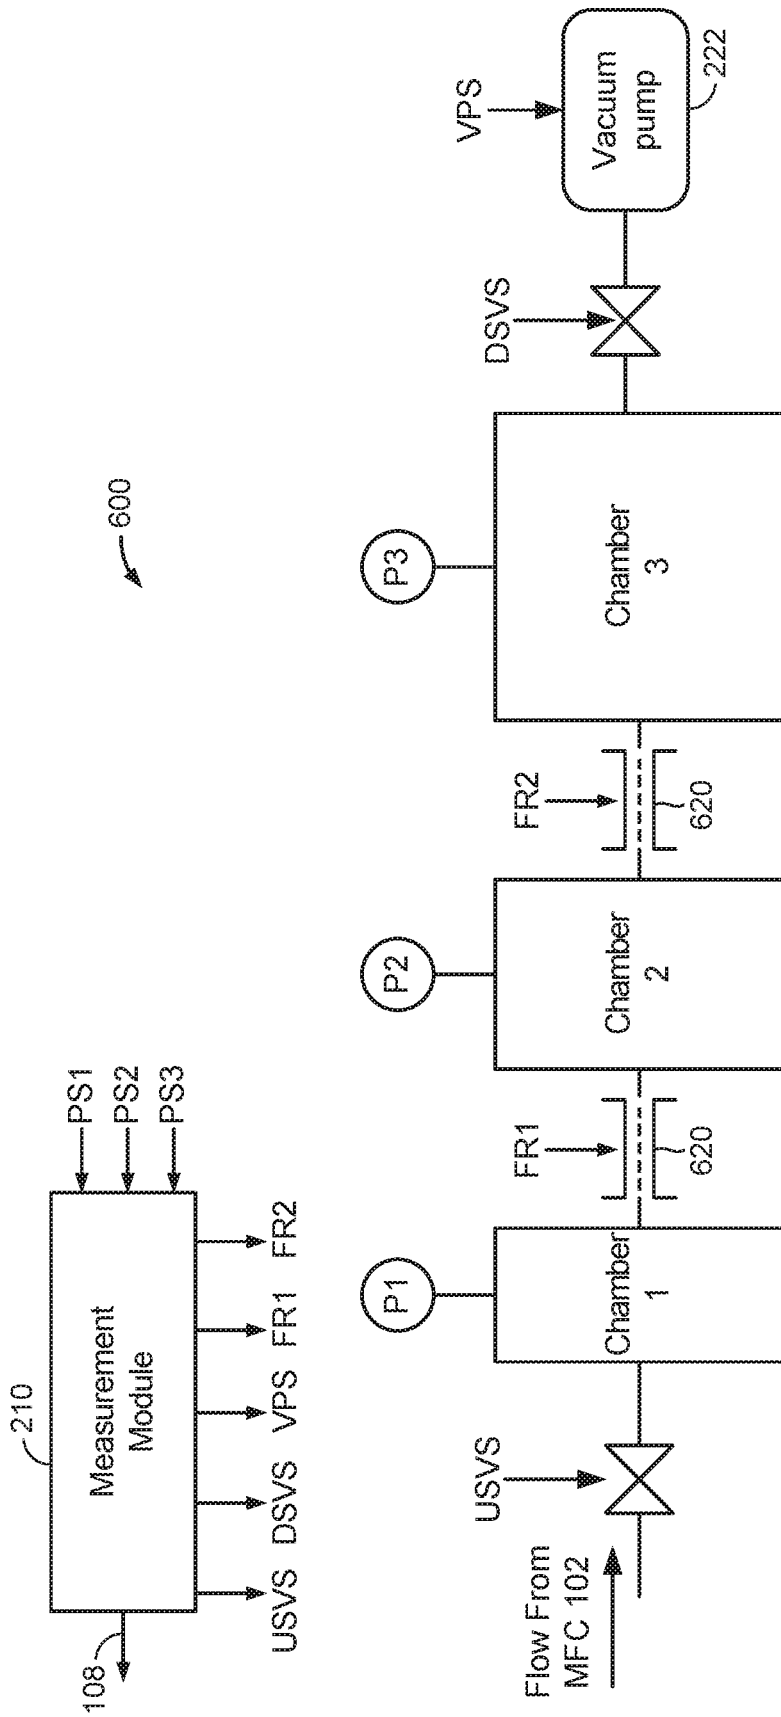 600
210
108
Measurement
Module
PS1
PS2
PS3
USVS
DSVS
VPS
FR1
FR2
Flow From
MFC 102
USVS
P1
Chamber
1
FR1
620
P2
Chamber
2
FR2
620
P3
Chamber
3
DSVS
VPS
Vacuum
pump
222